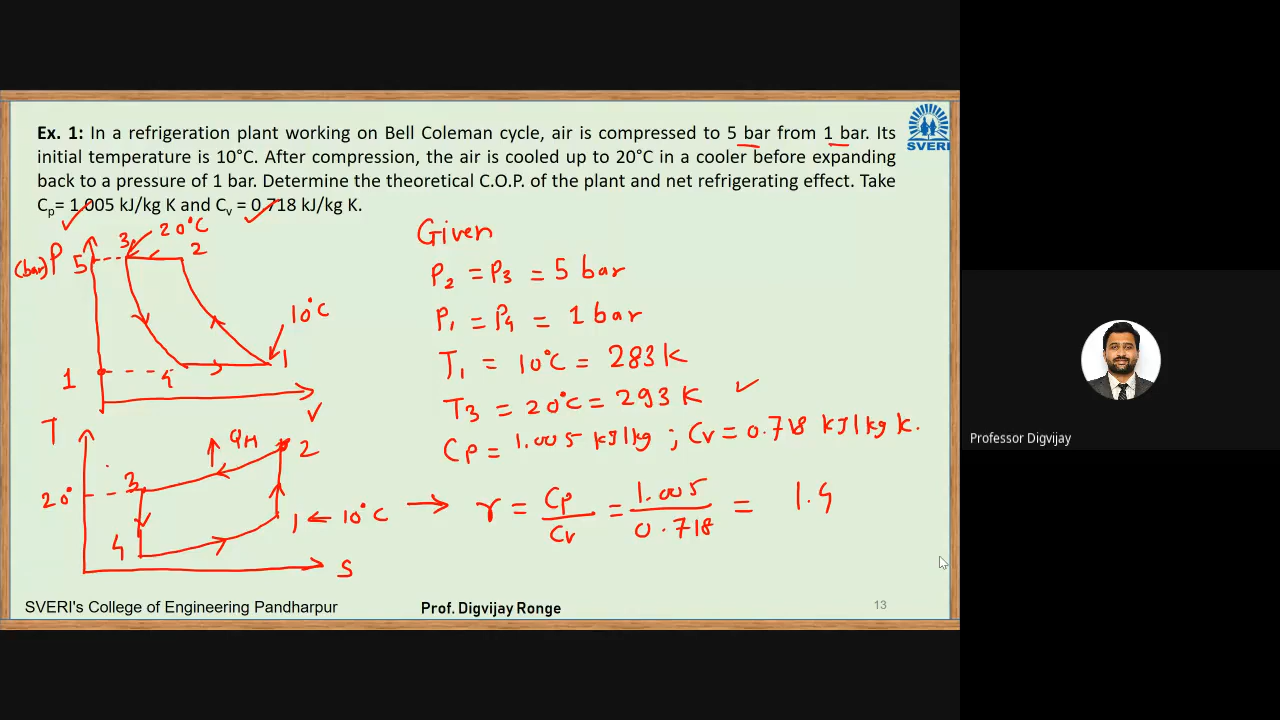 Ex. 1: In a refrigeration plant working on Bell Coleman cycle, air is compressed to 5 bar from 1 bar. Its
initial temperature is 10°C. After compression, the air is cooled up to 20°C in a cooler before expanding
back to a pressure of 1 bar. Determine the theoretical C.O.P. of the plant and net refrigerating effect. Take
Cp= 1.005 kJ/kg K and Cv = 0.718 kJ/kg K.
SVERI
P
(bar)
5
3
20°C
2
10°C
1
4
1
V
T
20°
3
qH
2
1 ← 10°C
4
S
Given
P2 = P3 = 5 bar
P1 = P4 = 1 bar
T1 = 10°C = 283 K
T3 = 20°C = 293 K
Cp = 1.005 kJ/kg ; Cv = 0.718 kJ/kg K.
→ γ = Cp/Cv = 1.005/0.718 = 1.4
Professor Digvijay
SVERI's College of Engineering Pandharpur
Prof. Digvijay Ronge
13